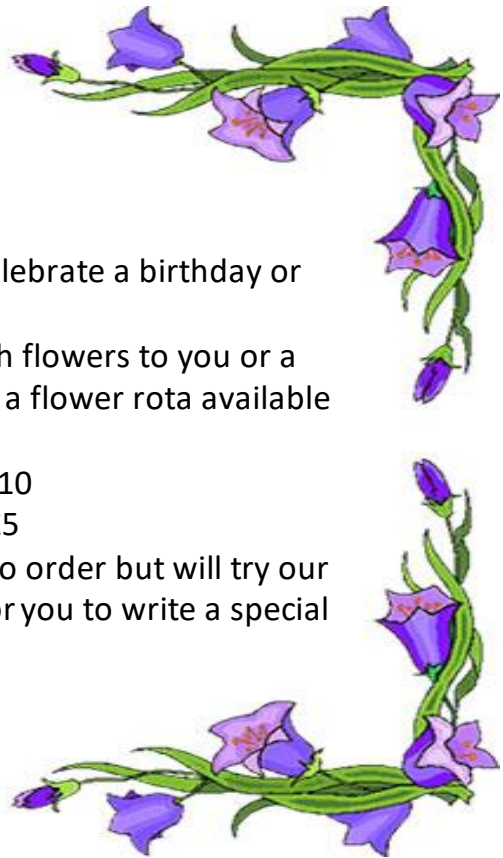 lebrate a birthday or
h flowers to you or a
a flower rota available
10
5
o order but will try our
or you to write a special